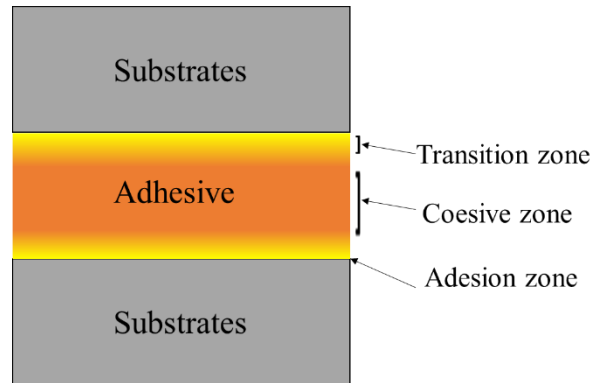 Substrates
Transition zone
Adhesive
Coesive zone
Adesion zone
Substrates